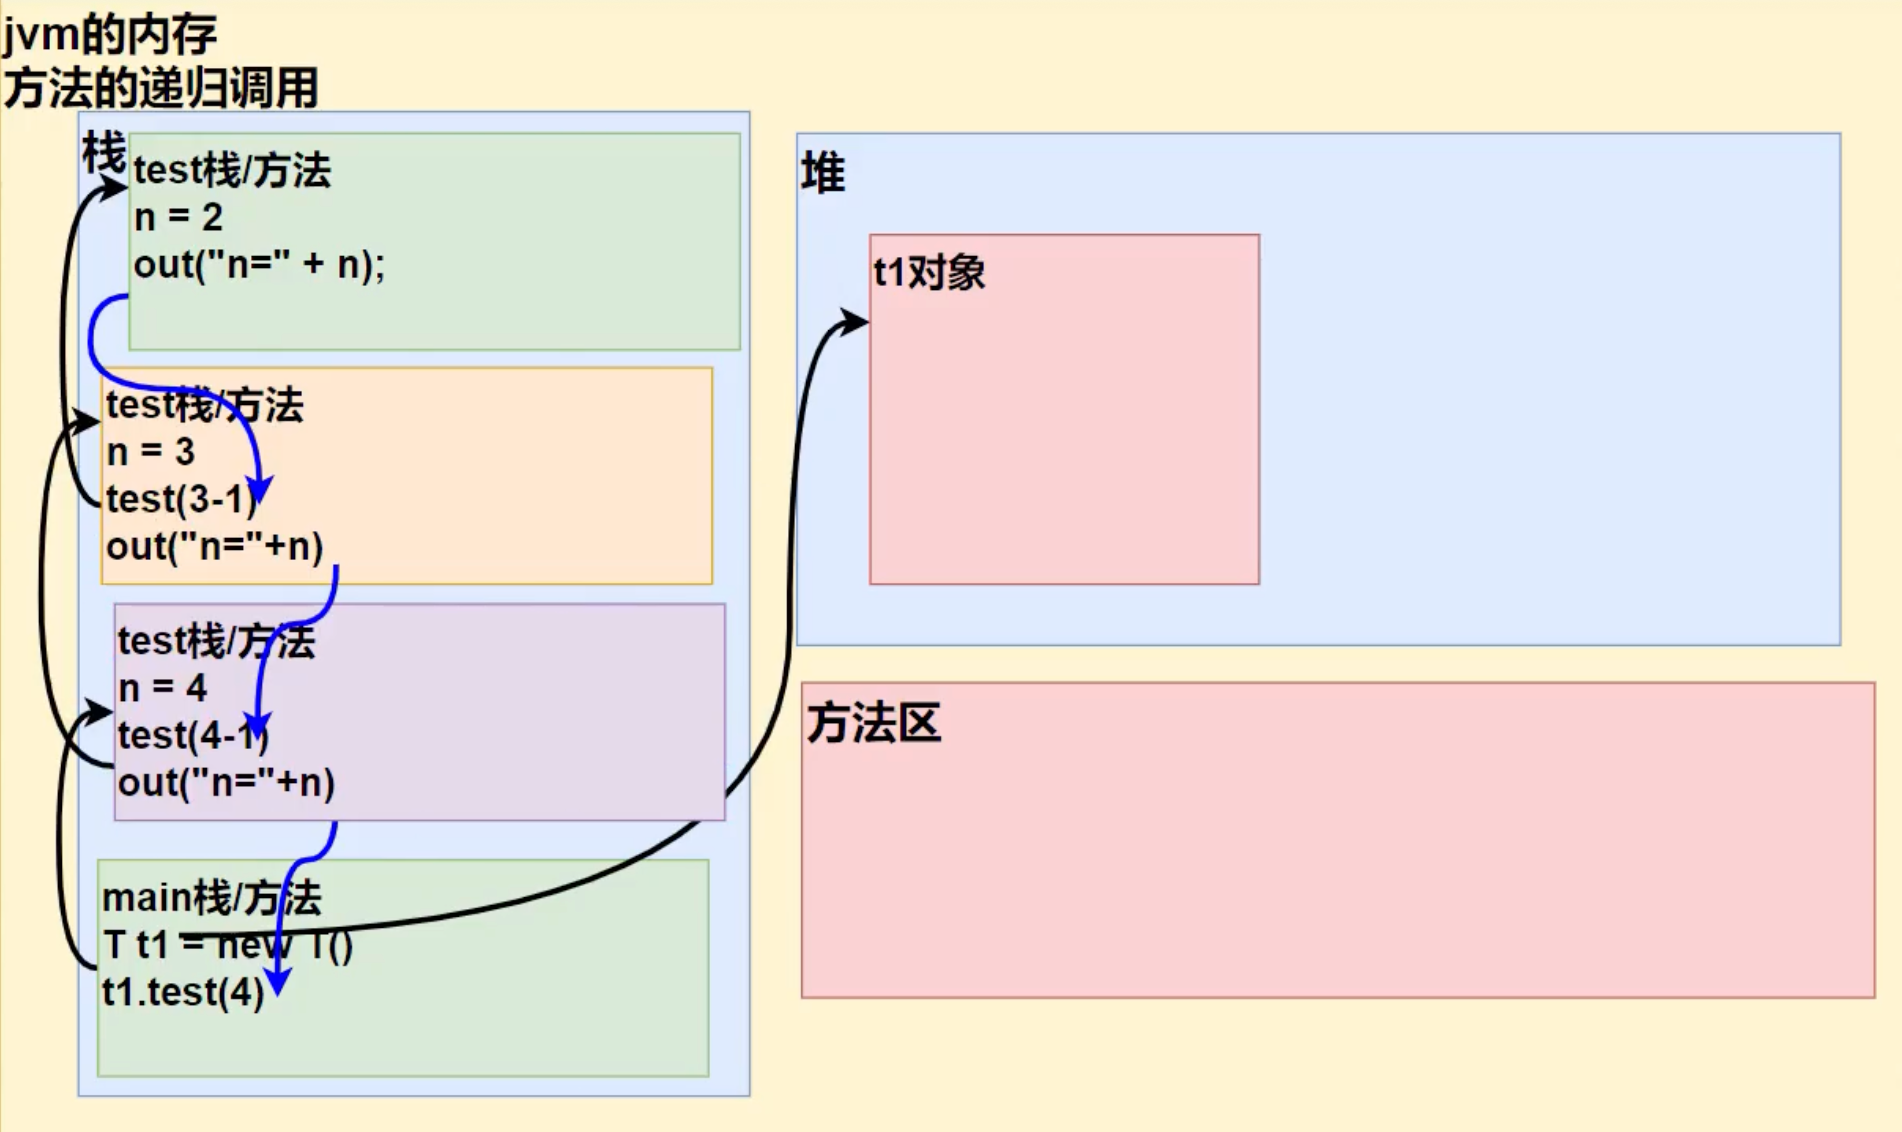 jvm的内存
方法的递归调用
栈
test栈/方法
n = 2
out("n=" + n);
test栈/方法
n = 3
test(3-1)
out("n="+n)
test栈/方法
n = 4
test(4-1)
out("n="+n)
main栈/方法
T t1 = new T()
t1.test(4)
堆
t1对象
方法区